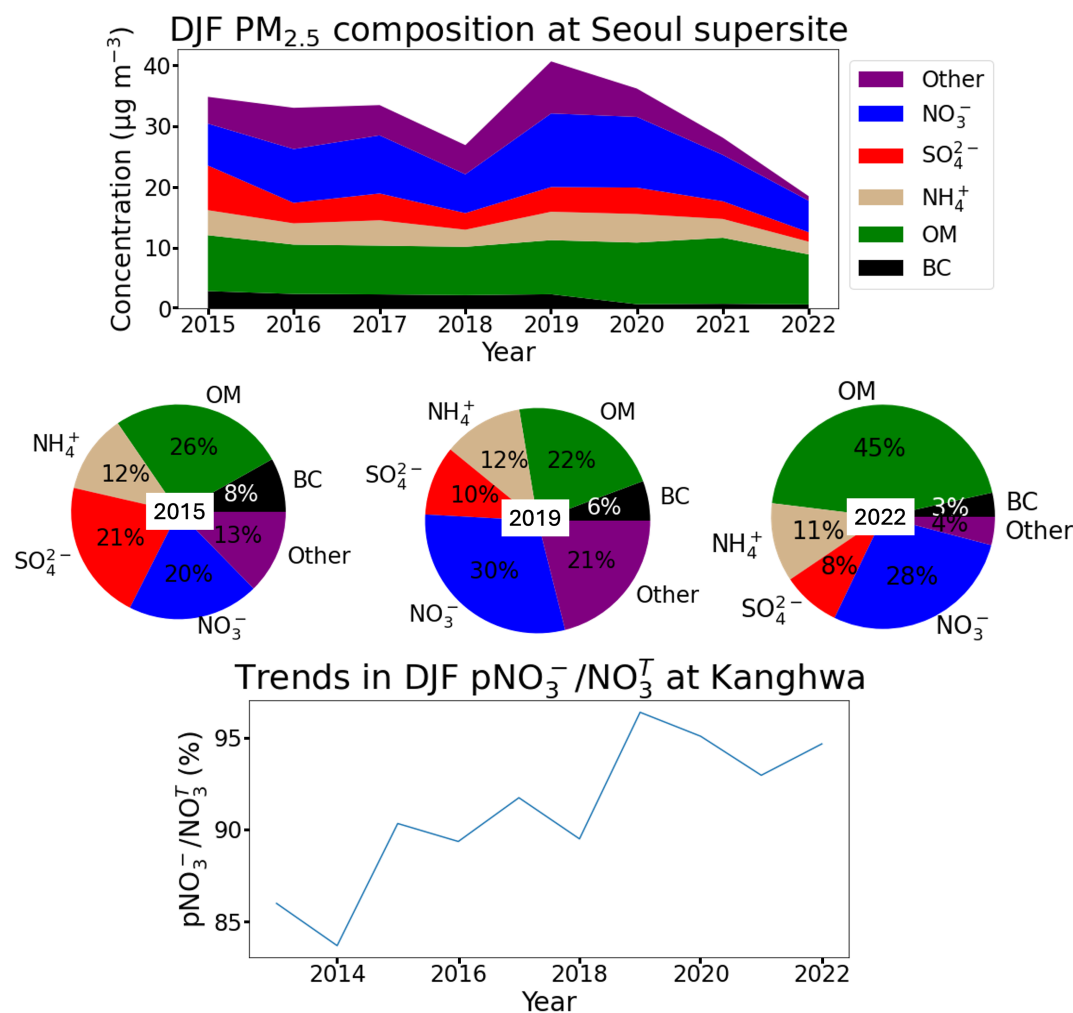 DJF PM₂.₅ composition at Seoul supersite
Concentration (μg m⁻³)
40
30
20
10
0
2015 2016 2017 2018 2019 2020 2021 2022
Year
Other
NO₃⁻
SO₄²⁻
NH₄⁺
OM
BC
OM
NH₄⁺
26%
12%
8%
BC
2015
21%
13%
SO₄²⁻
Other
20%
NO₃⁻
NH₄⁺
OM
12%
22%
SO₄²⁻
10%
6%
BC
2019
30%
21%
Other
NO₃⁻
OM
45%
3%
BC
2022
4%
Other
11%
NH₄⁺
8%
28%
SO₄²⁻
NO₃⁻
Trends in DJF pNO₃⁻/NO₃ᵀ at Kanghwa
pNO₃⁻/NO₃ᵀ (%)
95
90
85
2014 2016 2018 2020 2022
Year